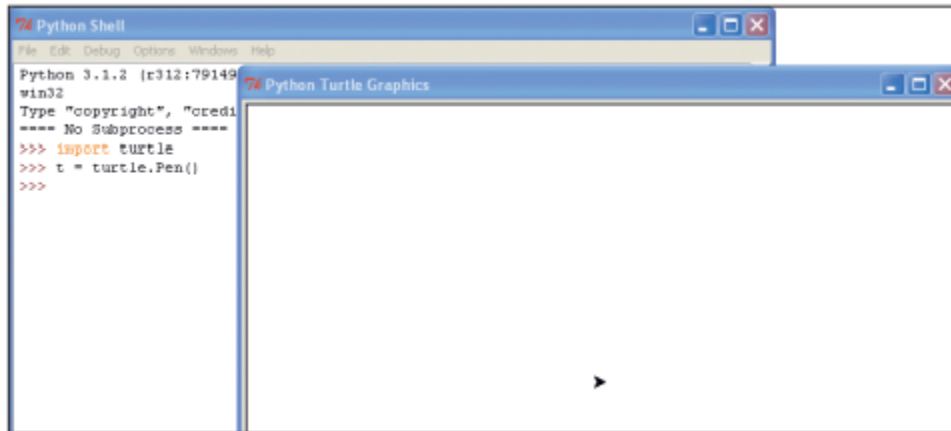 Python Shell
File Edit Debug Options Windows Help
Python 3.1.2 (r312:79149
win32
Type "copyright", "credi
==== No Subprocess ====
>>> import turtle
>>> t = turtle.Pen()
>>>
Python Turtle Graphics